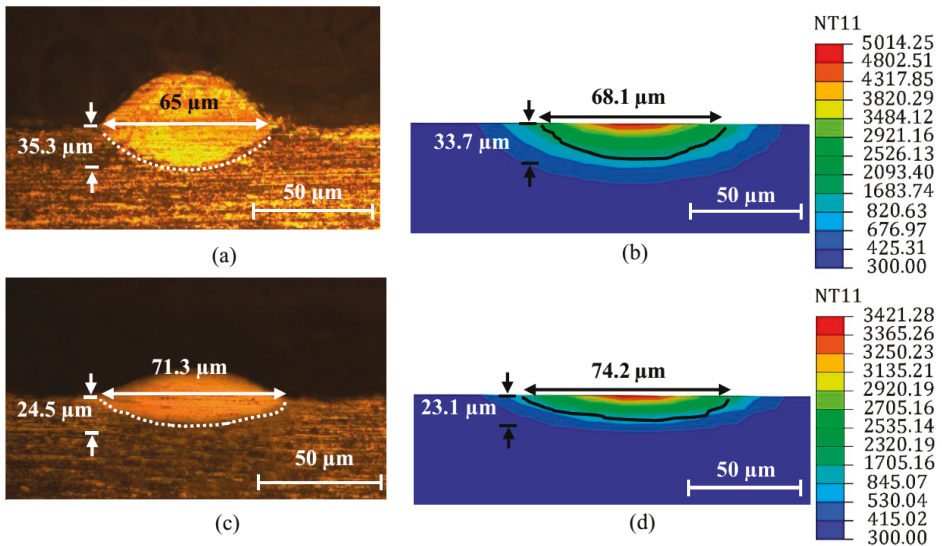 65 µm
35.3 µm
50 µm
(a)
68.1 µm
33.7 µm
50 µm
(b)
NT11
5014.25
4802.51
4317.85
3820.29
3484.12
2921.16
2526.13
2093.40
1683.74
820.63
676.97
425.31
300.00
71.3 µm
24.5 µm
50 µm
(c)
74.2 µm
23.1 µm
50 µm
(d)
NT11
3421.28
3365.26
3250.23
3135.21
2920.19
2705.16
2535.14
2320.19
1705.16
845.07
530.04
415.02
300.00